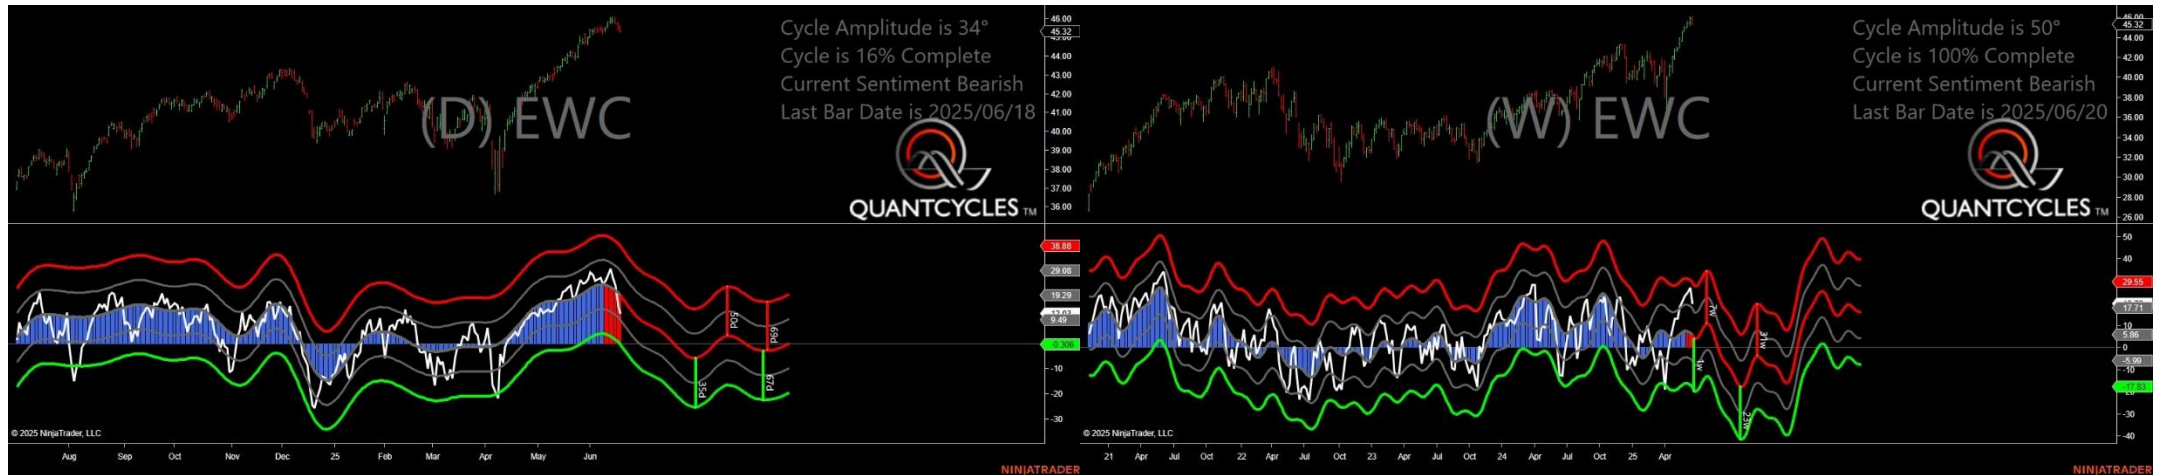 Cycle Amplitude is 34°
Cycle is 16% Complete
Current Sentiment Bearish
Last Bar Date is 2025/06/18
(D) EWC
QUANTCYCLES TM
46.00
45.32
44.00
43.00
42.00
41.00
40.00
39.00
38.00
37.00
36.00
38.88
29.08
19.29
9.49
-0.306
-10
-20
-30
50d
69d
35d
67d
© 2025 NinjaTrader, LLC
Aug Sep Oct Nov Dec 25 Feb Mar Apr May Jun
NINJATRADER
Cycle Amplitude is 50°
Cycle is 100% Complete
Current Sentiment Bearish
Last Bar Date is 2025/06/20
(W) EWC
QUANTCYCLES TM
46.00
45.32
44.00
42.00
40.00
38.00
36.00
34.00
32.00
30.00
28.00
26.00
50
40
29.55
17.71
10
5.86
0
-5.99
-10
-17.83
-30
-40
7w
31w
23w
© 2025 NinjaTrader, LLC
21 Apr Jul Oct 22 Apr Jul Oct 23 Apr Jul Oct 24 Apr Jul Oct 25 Apr
NINJATRADER